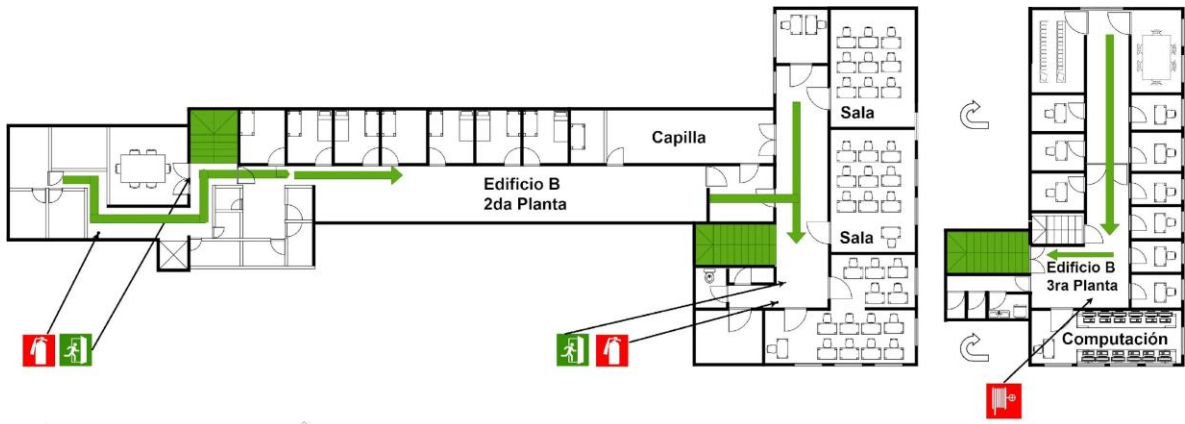 Sala
Capilla
Edificio B
2da Planta
Sala
Edificio B
3ra Planta
Computación